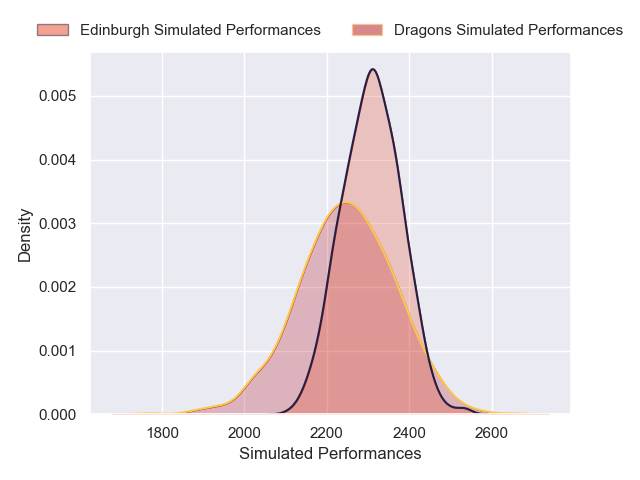 Edinburgh Simulated Performances
Dragons Simulated Performances
0.005
0.004
0.003
0.002
0.001
0.000
1800
2000
2200
2400
2600
Density
Simulated Performances